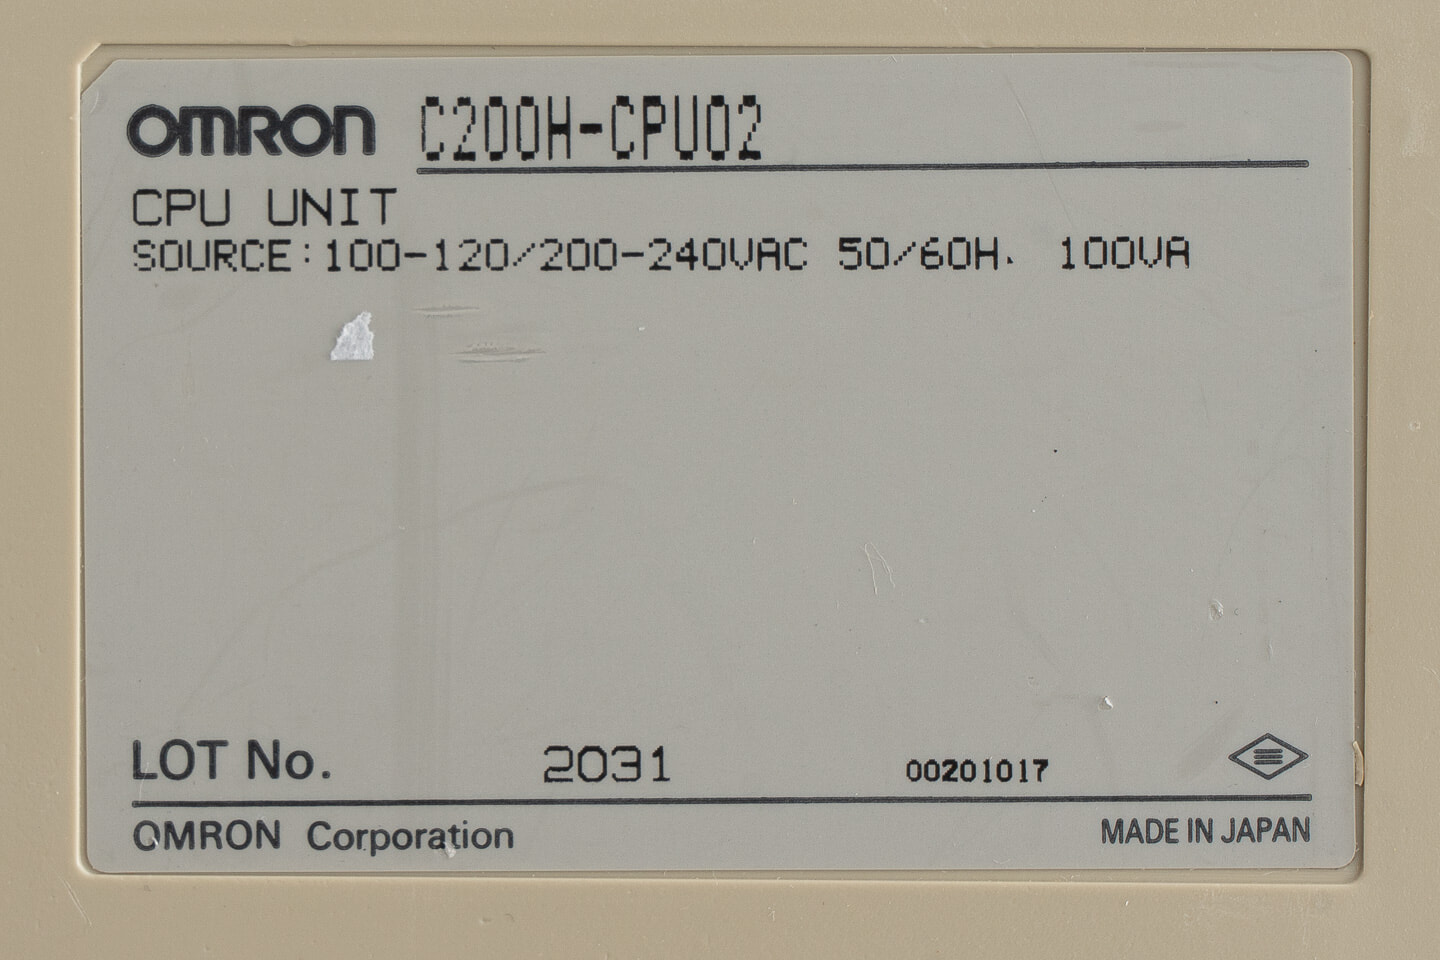 OMRON C200H-CPU02
CPU UNIT
SOURCE:100-120/200-240VAC 50/60H. 100VA
LOT No. 2031 00201017
OMRON Corporation MADE IN JAPAN